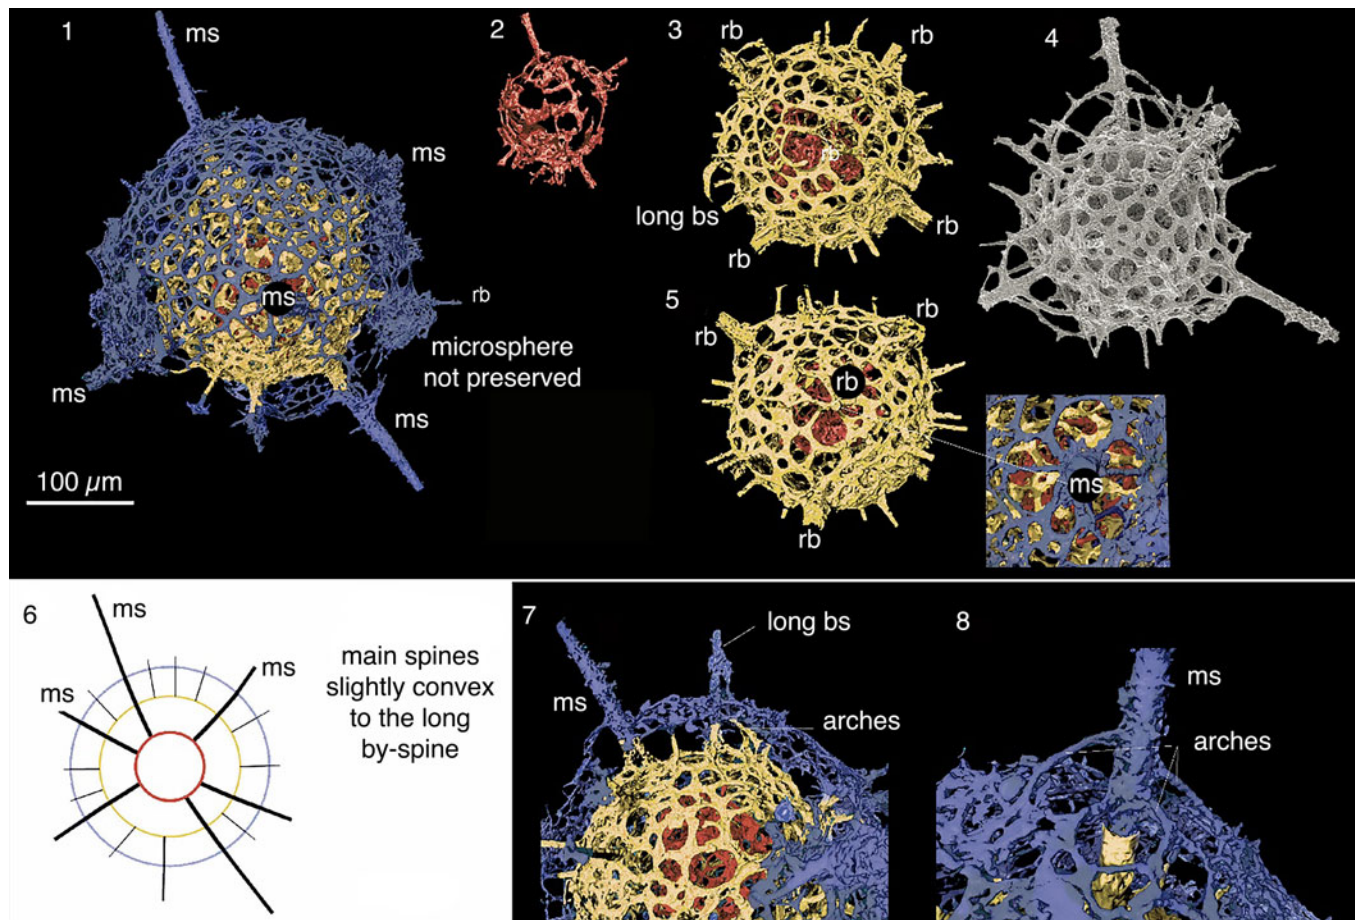 1
ms
ms
ms
rb
microsphere
not preserved
ms
ms
100 µm
2
3
rb
rb
rb
long bs
rb
rb
4
5
rb
rb
rb
rb
ms
6
ms
ms
ms
main spines
slightly convex
to the long
by-spine
7
long bs
ms
arches
8
ms
arches